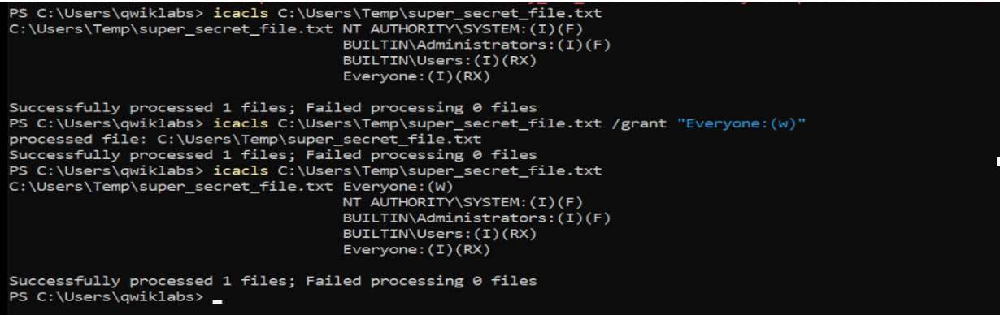 PS C:\Users\qwiklabs> icacls C:\Users\Temp\super_secret_file.txt
C:\Users\Temp\super_secret_file.txt NT AUTHORITY\SYSTEM:(I)(F)
BUILTIN\Administrators:(I)(F)
BUILTIN\Users:(I)(RX)
Everyone:(I)(RX)
Successfully processed 1 files; Failed processing 0 files
PS C:\Users\qwiklabs> icacls C:\Users\Temp\super_secret_file.txt /grant "Everyone:(w)"
processed file: C:\Users\Temp\super_secret_file.txt
Successfully processed 1 files; Failed processing 0 files
PS C:\Users\qwiklabs> icacls C:\Users\Temp\super_secret_file.txt
C:\Users\Temp\super_secret_file.txt Everyone:(W)
NT AUTHORITY\SYSTEM:(I)(F)
BUILTIN\Administrators:(I)(F)
BUILTIN\Users:(I)(RX)
Everyone:(I)(RX)
Successfully processed 1 files; Failed processing 0 files
PS C:\Users\qwiklabs>